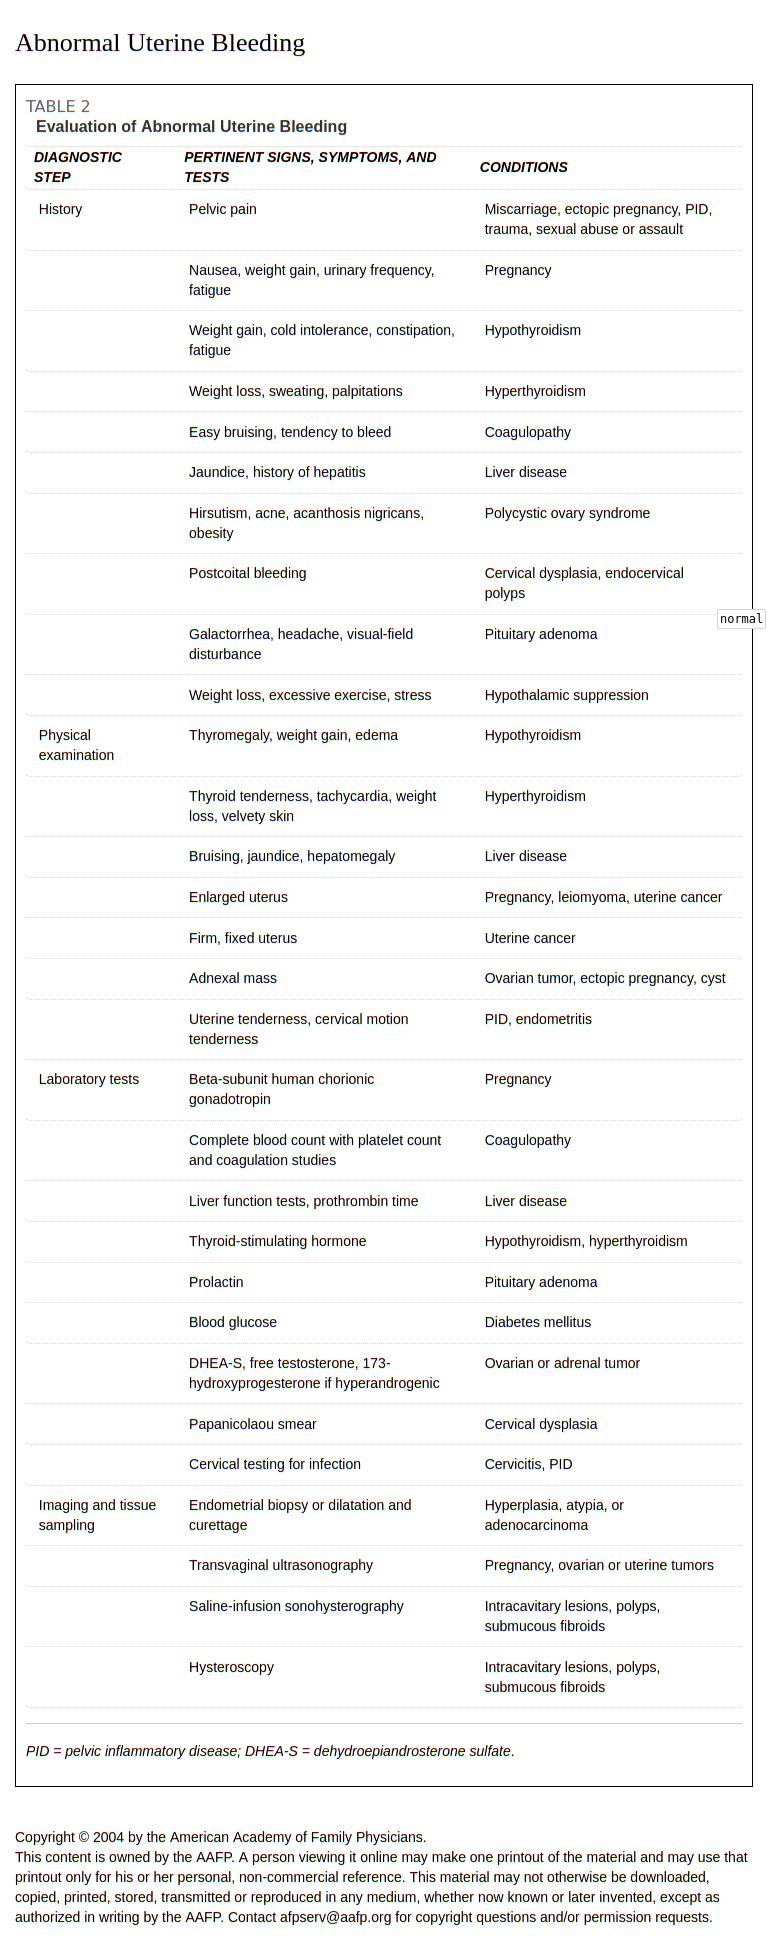 Abnormal Uterine Bleeding
TABLE 2
Evaluation of Abnormal Uterine Bleeding
DIAGNOSTIC STEP PERTINENT SIGNS, SYMPTOMS, AND TESTS CONDITIONS
History Pelvic pain Miscarriage, ectopic pregnancy, PID, trauma, sexual abuse or assault
Nausea, weight gain, urinary frequency, fatigue Pregnancy
Weight gain, cold intolerance, constipation, fatigue Hypothyroidism
Weight loss, sweating, palpitations Hyperthyroidism
Easy bruising, tendency to bleed Coagulopathy
Jaundice, history of hepatitis Liver disease
Hirsutism, acne, acanthosis nigricans, obesity Polycystic ovary syndrome
Postcoital bleeding Cervical dysplasia, endocervical polyps
normal
Galactorrhea, headache, visual-field disturbance Pituitary adenoma
Weight loss, excessive exercise, stress Hypothalamic suppression
Physical examination Thyromegaly, weight gain, edema Hypothyroidism
Thyroid tenderness, tachycardia, weight loss, velvety skin Hyperthyroidism
Bruising, jaundice, hepatomegaly Liver disease
Enlarged uterus Pregnancy, leiomyoma, uterine cancer
Firm, fixed uterus Uterine cancer
Adnexal mass Ovarian tumor, ectopic pregnancy, cyst
Uterine tenderness, cervical motion tenderness PID, endometritis
Laboratory tests Beta-subunit human chorionic gonadotropin Pregnancy
Complete blood count with platelet count and coagulation studies Coagulopathy
Liver function tests, prothrombin time Liver disease
Thyroid-stimulating hormone Hypothyroidism, hyperthyroidism
Prolactin Pituitary adenoma
Blood glucose Diabetes mellitus
DHEA-S, free testosterone, 173-hydroxyprogesterone if hyperandrogenic Ovarian or adrenal tumor
Papanicolaou smear Cervical dysplasia
Cervical testing for infection Cervicitis, PID
Imaging and tissue sampling Endometrial biopsy or dilatation and curettage Hyperplasia, atypia, or adenocarcinoma
Transvaginal ultrasonography Pregnancy, ovarian or uterine tumors
Saline-infusion sonohysterography Intracavitary lesions, polyps, submucous fibroids
Hysteroscopy Intracavitary lesions, polyps, submucous fibroids
PID = pelvic inflammatory disease; DHEA-S = dehydroepiandrosterone sulfate.
Copyright © 2004 by the American Academy of Family Physicians.
This content is owned by the AAFP. A person viewing it online may make one printout of the material and may use that
printout only for his or her personal, non-commercial reference. This material may not otherwise be downloaded,
copied, printed, stored, transmitted or reproduced in any medium, whether now known or later invented, except as
authorized in writing by the AAFP. Contact afpserv@aafp.org for copyright questions and/or permission requests.